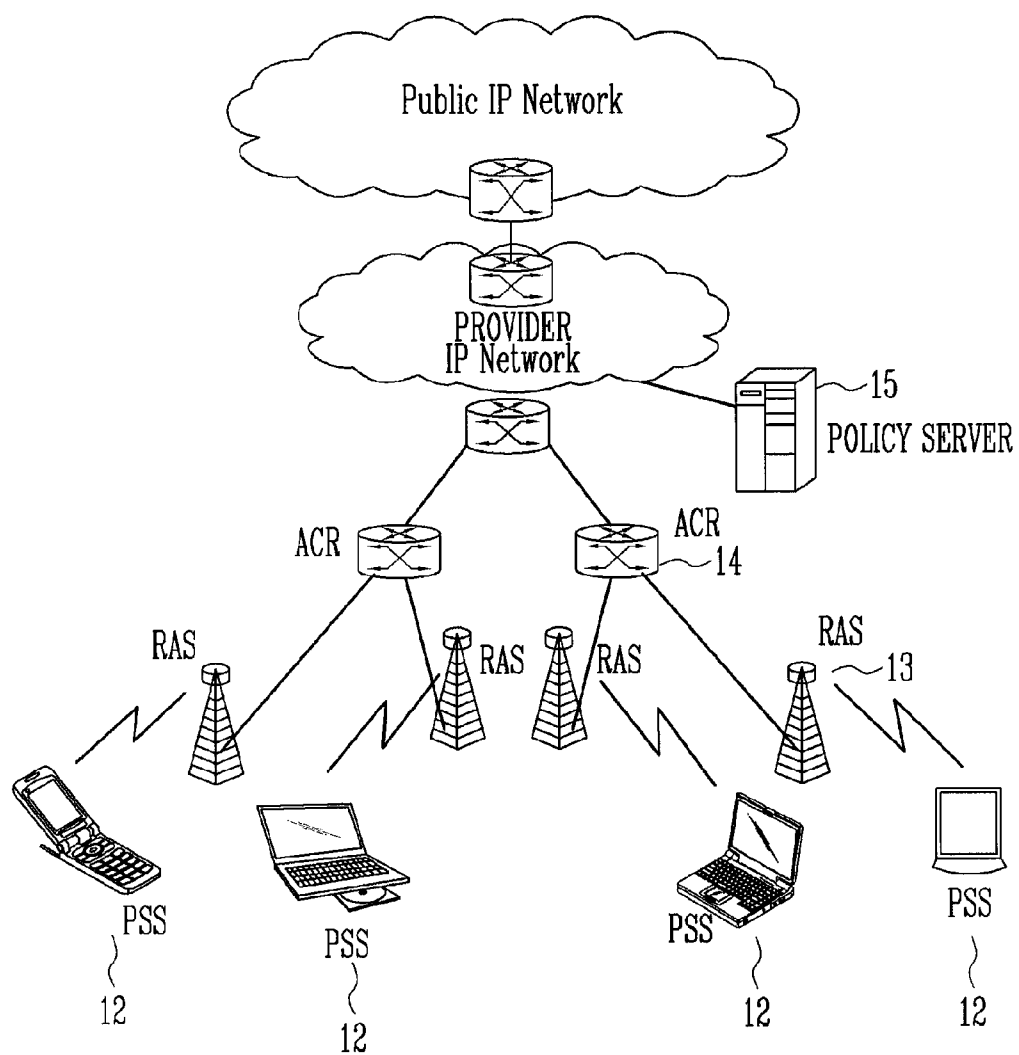 Public IP Network
PROVIDER
IP Network
15
POLICY SERVER
ACR
ACR
14
RAS
RAS
RAS
RAS
13
PSS
PSS
PSS
PSS
12
12
12
12